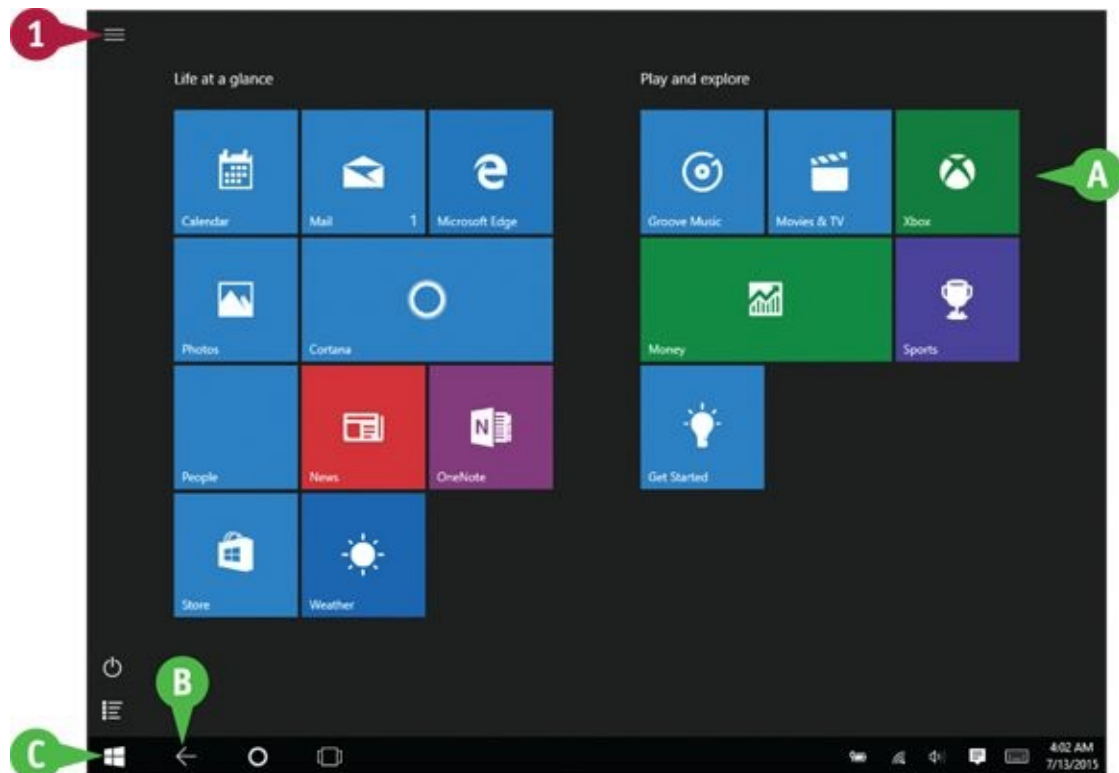 1
Life at a glance
Play and explore
A
Calendar
Mail 1
Microsoft Edge
Groove Music
Movies & TV
Xbox
Photos
Cortana
Money
Sports
People
News
N
OneNote
Get Started
Store
Weather
B
C
4:02 AM
7/13/2015